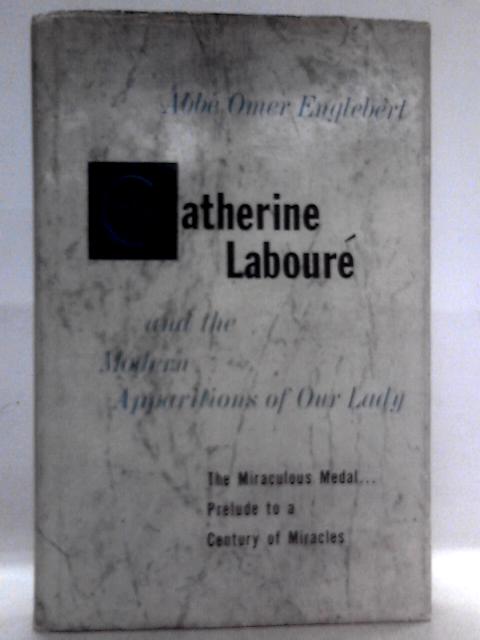 Abbé Omer Englebert
Catherine
Labouré
and the
Modern
Apparitions of Our Lady
The Miraculous Medal...
Prelude to a
Century of Miracles